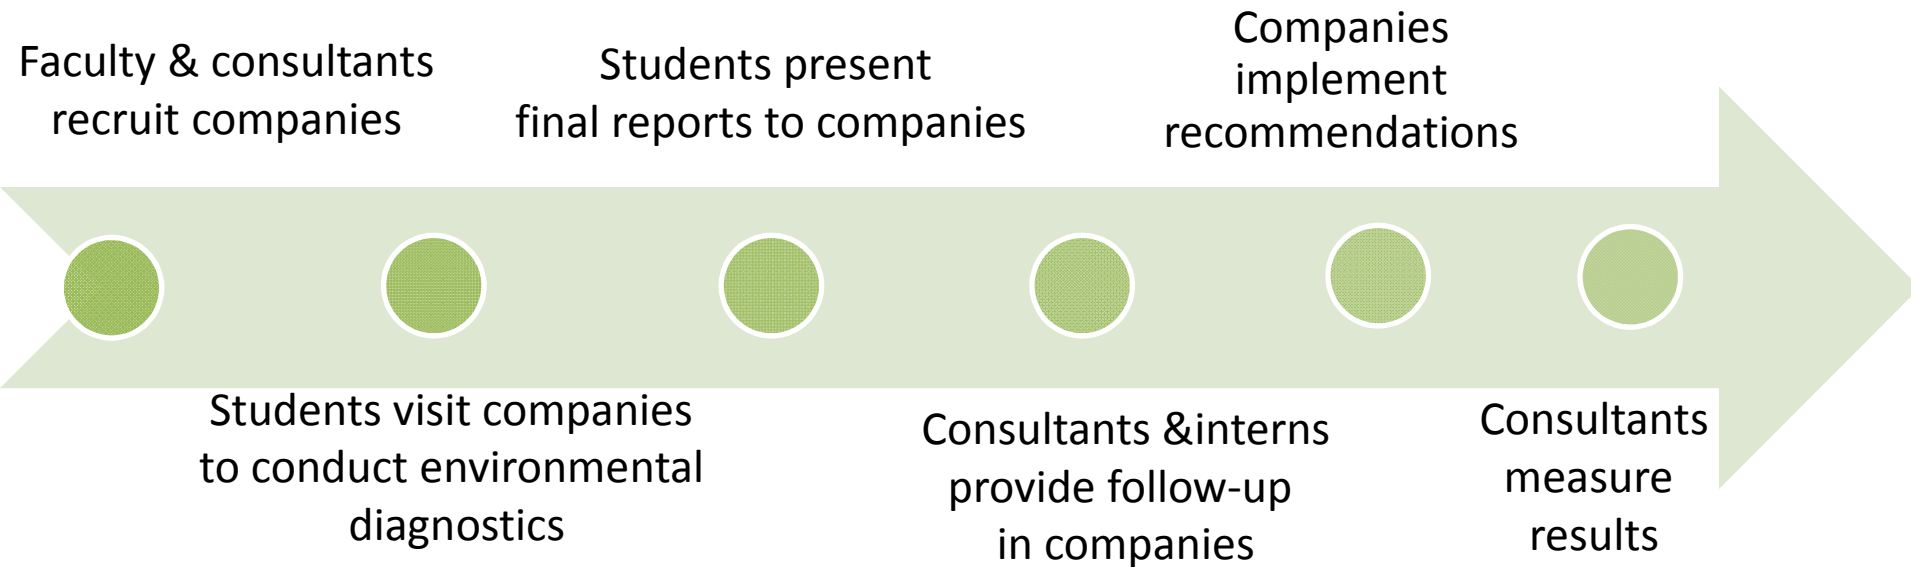 Faculty & consultants
recruit companies
Students visit companies
to conduct environmental
diagnostics
Students present
final reports to companies
Consultants &interns
provide follow-up
in companies
Companies
implement
recommendations
Consultants
measure
results